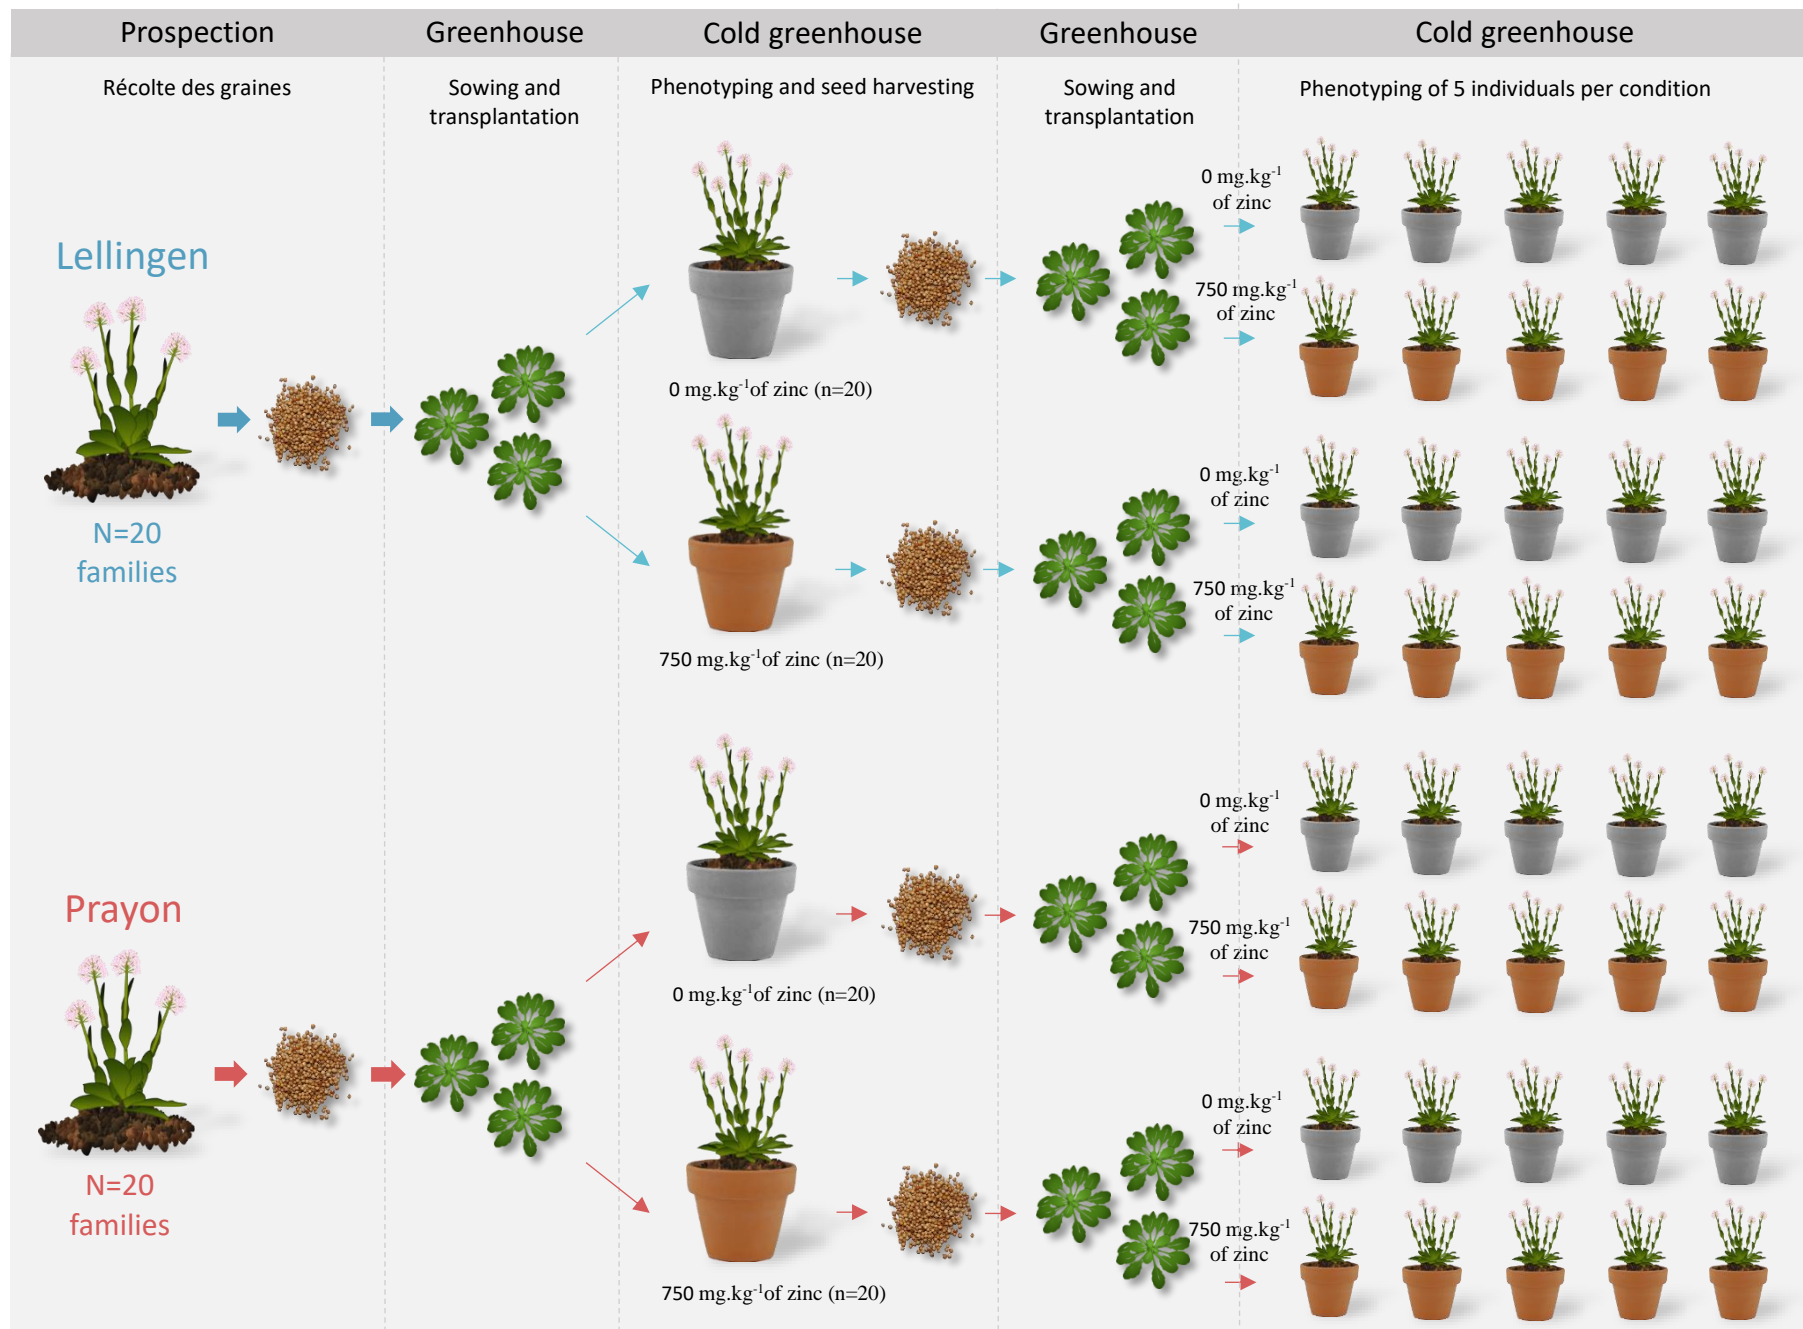 Prospection
Greenhouse
Cold greenhouse
Greenhouse
Cold greenhouse
Récolte des graines
Sowing and
transplantation
Phenotyping and seed harvesting
Sowing and
transplantation
Phenotyping of 5 individuals per condition
Lellingen
N=20
families
0 mg.kg⁻¹of zinc (n=20)
750 mg.kg⁻¹of zinc (n=20)
0 mg.kg⁻¹
of zinc
750 mg.kg⁻¹
of zinc
0 mg.kg⁻¹
of zinc
750 mg.kg⁻¹
of zinc
Prayon
N=20
families
0 mg.kg⁻¹of zinc (n=20)
750 mg.kg⁻¹of zinc (n=20)
0 mg.kg⁻¹
of zinc
750 mg.kg⁻¹
of zinc
0 mg.kg⁻¹
of zinc
750 mg.kg⁻¹
of zinc